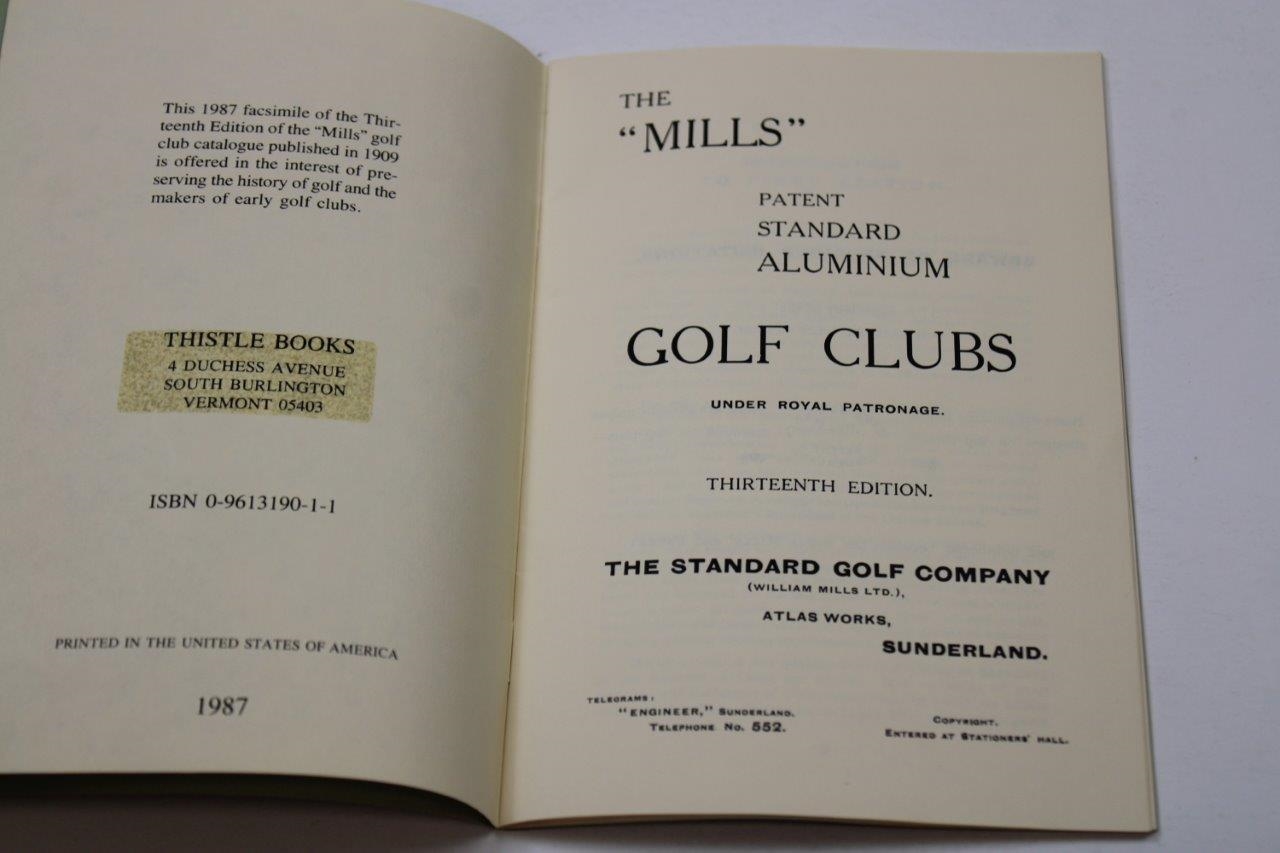 This 1987 facsimile of the Thir-
teenth Edition of the "Mills" golf
club catalogue published in 1909
is offered in the interest of pre-
serving the history of golf and the
makers of early golf clubs.
THISTLE BOOKS
4 DUCHESS AVENUE
SOUTH BURLINGTON
VERMONT 05403
ISBN 0-9613190-1-1
PRINTED IN THE UNITED STATES OF AMERICA
1987
THE
"MILLS"
PATENT
STANDARD
ALUMINIUM
GOLF CLUBS
UNDER ROYAL PATRONAGE.
THIRTEENTH EDITION.
THE STANDARD GOLF COMPANY
(WILLIAM MILLS LTD.),
ATLAS WORKS,
SUNDERLAND.
TELEGRAMS:
"ENGINEER," SUNDERLAND.
TELEPHONE NO. 552.
COPYRIGHT.
ENTERED AT STATIONERS' HALL.